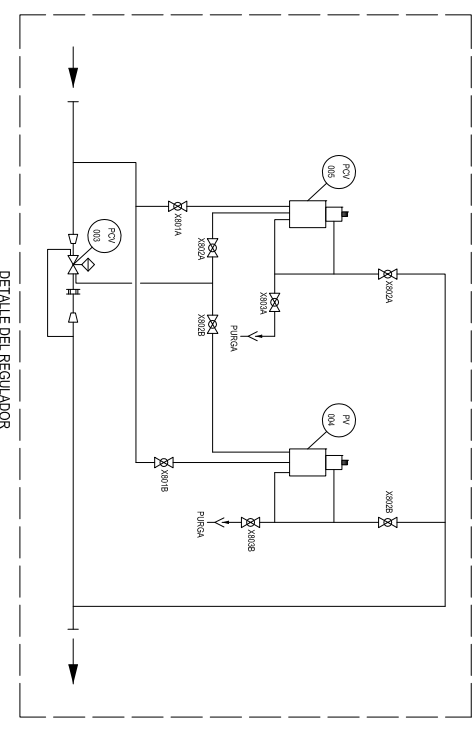 PCV
005
X801A
X802A
X802A
X803A
PURGA
PCV
003
X802B
PV
004
X802B
X801B
X803B
PURGA
DETALLE DEL REGULADOR